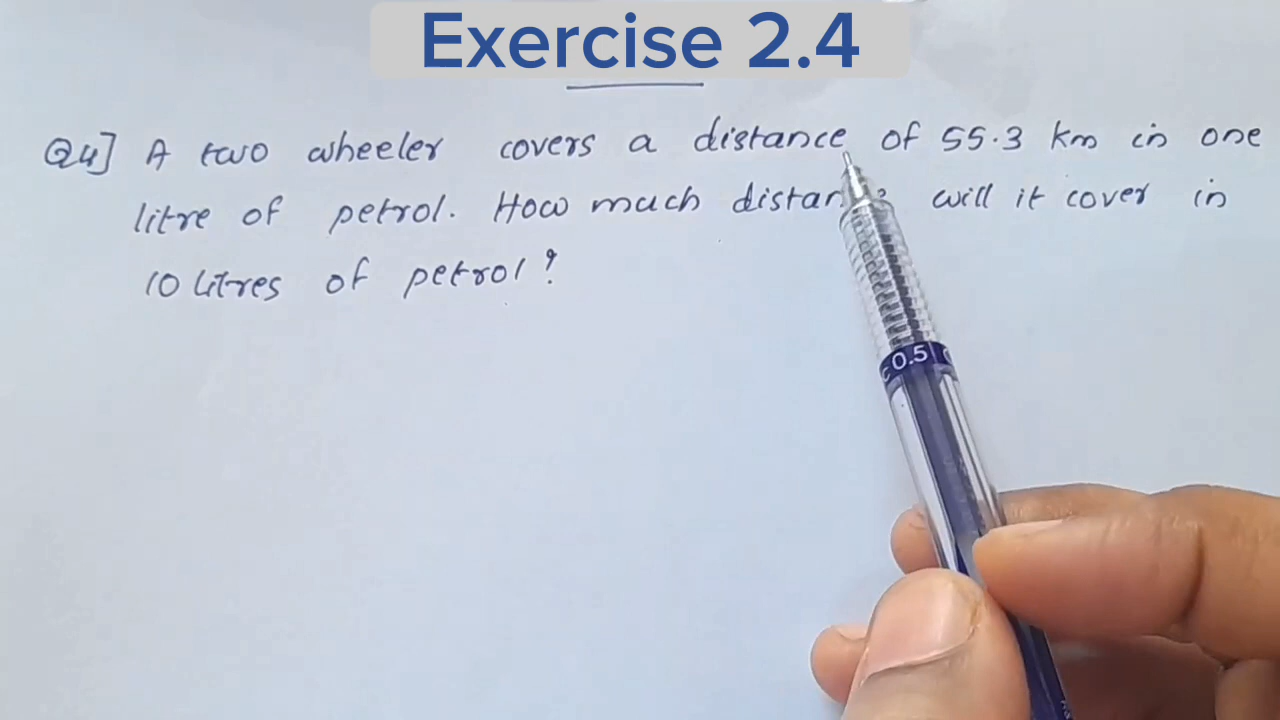 Exercise 2.4
Q4] A two wheeler covers a distance of 55.3 km in one
litre of petrol. How much will it cover in
10 litres of petrol?
0.5